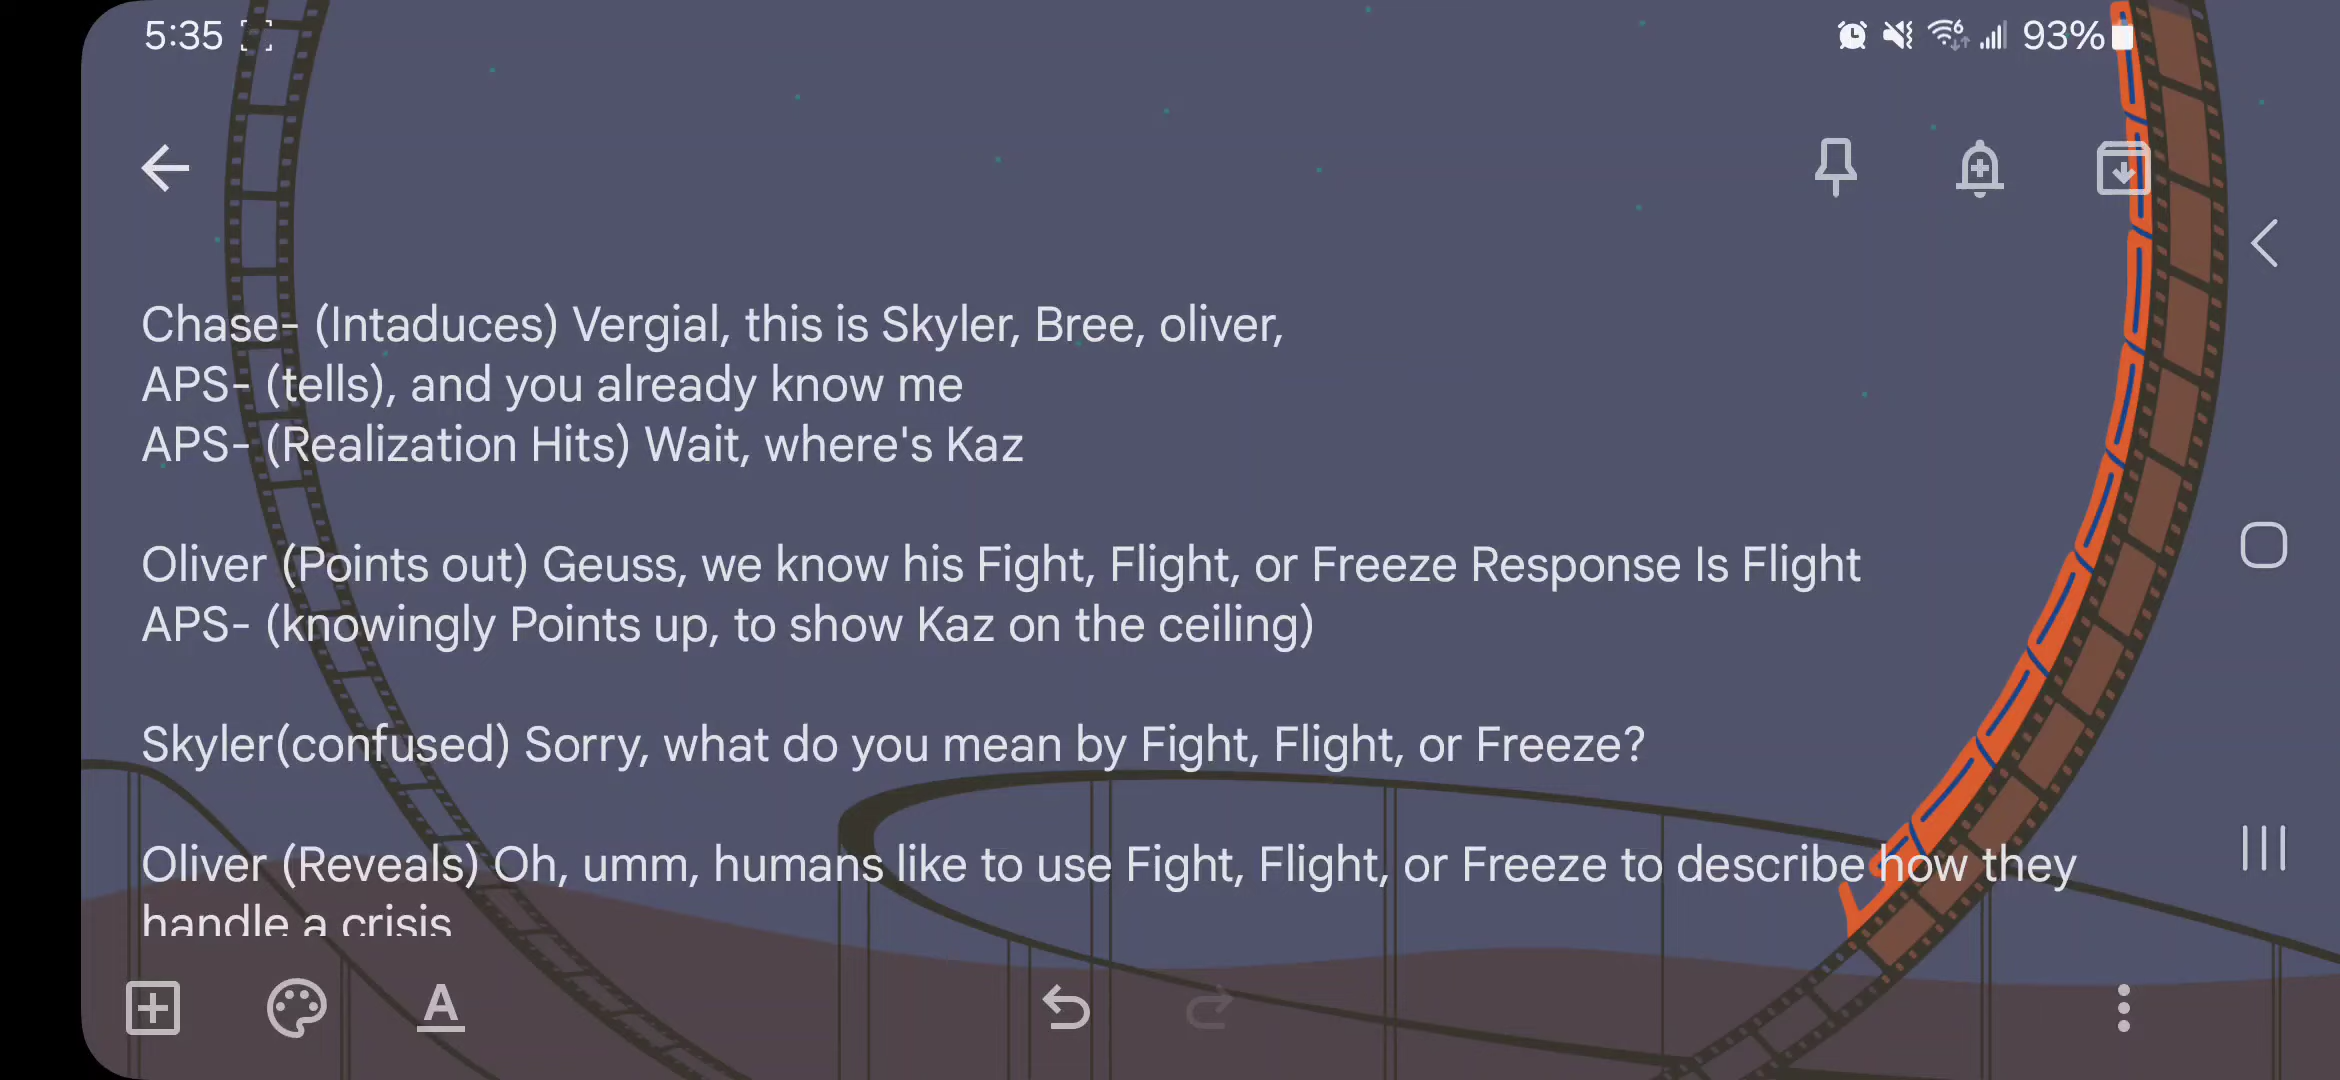 5:35
93%
Chase- (Intaduces) Vergial, this is Skyler, Bree, oliver,
APS- (tells), and you already know me
APS- (Realization Hits) Wait, where's Kaz
Oliver (Points out) Geuss, we know his Fight, Flight, or Freeze Response Is Flight
APS- (knowingly Points up, to show Kaz on the ceiling)
Skyler(confused) Sorry, what do you mean by Fight, Flight, or Freeze?
Oliver (Reveals) Oh, umm, humans like to use Fight, Flight, or Freeze to describe how they
handle a crisis